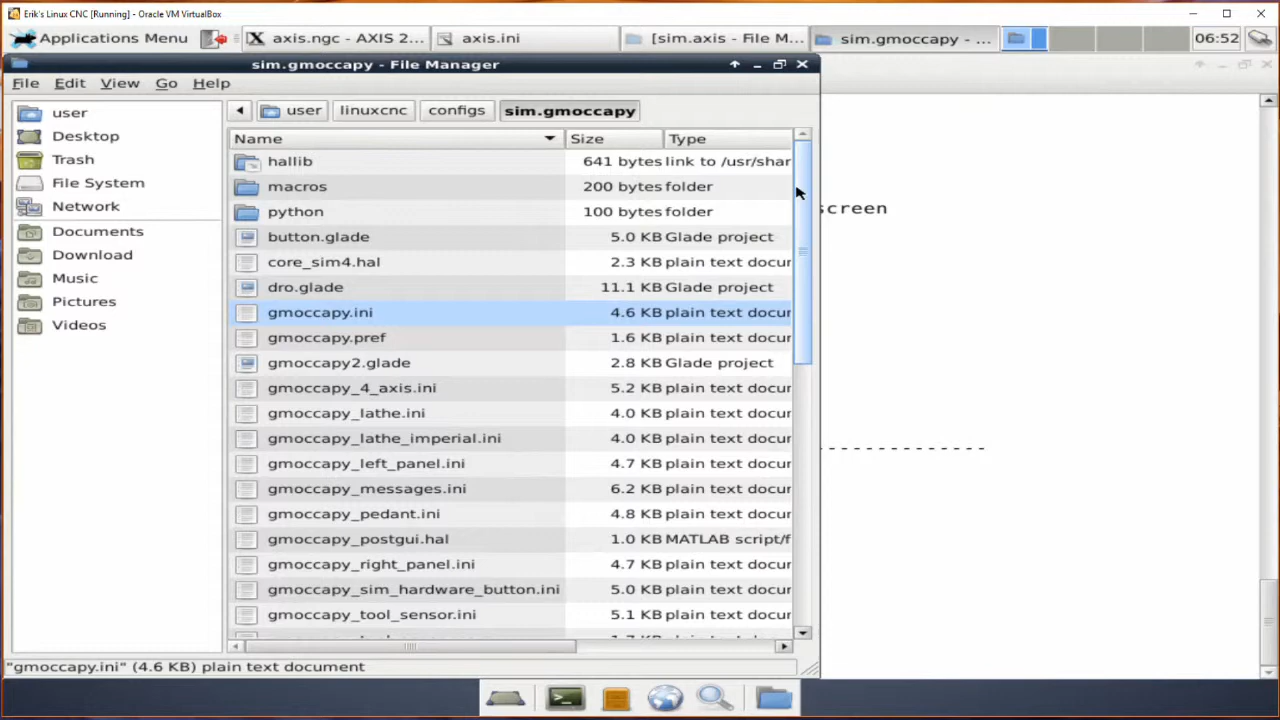 Erik's Linux CNC [Running] - Oracle VM VirtualBox
Applications Menu axis.ngc - AXIS 2... axis.ini [sim.axis - File M... sim.gmoccapy - ... 06:52
sim.gmoccapy - File Manager
File Edit View Go Help
user linuxcnc configs sim.gmoccapy
user
Desktop
Trash
File System
Network
Documents
Download
Music
Pictures
Videos
Name Size Type
hallib 641 bytes link to /usr/shar
macros 200 bytes folder
python 100 bytes folder
button.glade 5.0 KB Glade project
core_sim4.hal 2.3 KB plain text docur
dro.glade 11.1 KB Glade project
gmoccapy.ini 4.6 KB plain text docur
gmoccapy.pref 1.6 KB plain text docur
gmoccapy2.glade 2.8 KB Glade project
gmoccapy_4_axis.ini 5.2 KB plain text docur
gmoccapy_lathe.ini 4.0 KB plain text docur
gmoccapy_lathe_imperial.ini 4.0 KB plain text docur
gmoccapy_left_panel.ini 4.7 KB plain text docur
gmoccapy_messages.ini 6.2 KB plain text docur
gmoccapy_pedant.ini 4.8 KB plain text docur
gmoccapy_postgui.hal 1.0 KB MATLAB script/f
gmoccapy_right_panel.ini 4.7 KB plain text docur
gmoccapy_sim_hardware_button.ini 5.0 KB plain text docur
gmoccapy_tool_sensor.ini 5.1 KB plain text docur
"gmoccapy.ini" (4.6 KB) plain text document
screen
- - - - - - - - - - - - - -